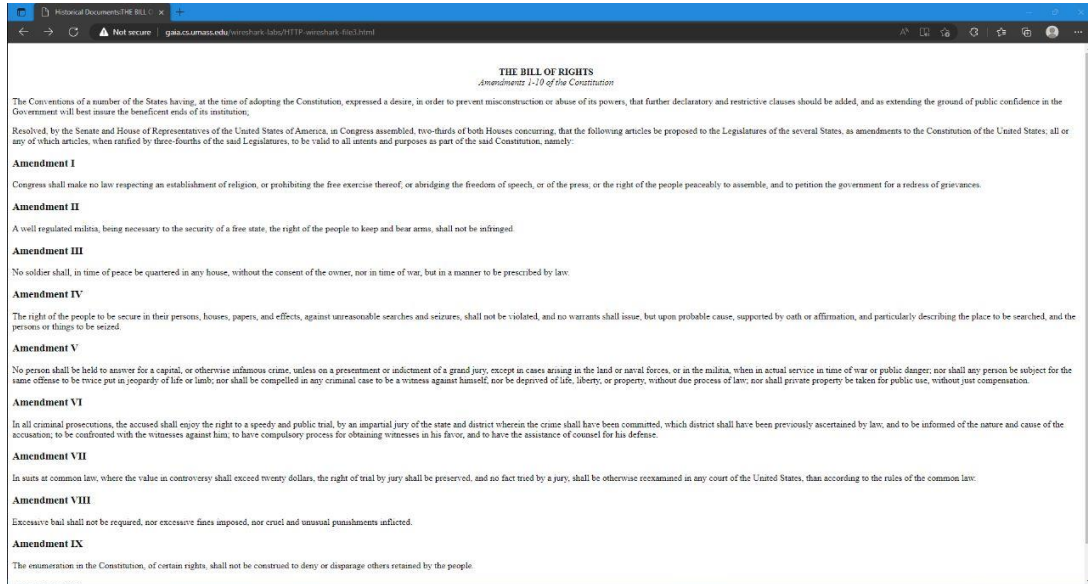 Historical Documents:THE BILL O
Not secure
gaia.cs.umass.edu/wireshark-labs/HTTP-wireshark-file3.html
THE BILL OF RIGHTS
Amendments 1-10 of the Constitution
The Conventions of a number of the States having, at the time of adopting the Constitution, expressed a desire, in order to prevent misconstruction or abuse of its powers, that further declaratory and restrictive clauses should be added, and as extending the ground of public confidence in the
Government will best insure the beneficent ends of its institution;
Resolved, by the Senate and House of Representatives of the United States of America, in Congress assembled, two-thirds of both Houses concurring, that the following articles be proposed to the Legislatures of the several States, as amendments to the Constitution of the United States; all or
any of which articles, when ratified by three-fourths of the said Legislatures, to be valid to all intents and purposes as part of the said Constitution, namely:
Amendment I
Congress shall make no law respecting an establishment of religion, or prohibiting the free exercise thereof; or abridging the freedom of speech, or of the press; or the right of the people peaceably to assemble, and to petition the government for a redress of grievances.
Amendment II
A well regulated militia, being necessary to the security of a free state, the right of the people to keep and bear arms, shall not be infringed.
Amendment III
No soldier shall, in time of peace be quartered in any house, without the consent of the owner, nor in time of war, but in a manner to be prescribed by law.
Amendment IV
The right of the people to be secure in their persons, houses, papers, and effects, against unreasonable searches and seizures, shall not be violated, and no warrants shall issue, but upon probable cause, supported by oath or affirmation, and particularly describing the place to be searched, and the
persons or things to be seized.
Amendment V
No person shall be held to answer for a capital, or otherwise infamous crime, unless on a presentment or indictment of a grand jury, except in cases arising in the land or naval forces, or in the militia, when in actual service in time of war or public danger; nor shall any person be subject for the
same offense to be twice put in jeopardy of life or limb; nor shall be compelled in any criminal case to be a witness against himself, nor be deprived of life, liberty, or property, without due process of law; nor shall private property be taken for public use, without just compensation.
Amendment VI
In all criminal prosecutions, the accused shall enjoy the right to a speedy and public trial, by an impartial jury of the state and district wherein the crime shall have been committed, which district shall have been previously ascertained by law, and to be informed of the nature and cause of the
accusation; to be confronted with the witnesses against him; to have compulsory process for obtaining witnesses in his favor, and to have the assistance of counsel for his defense.
Amendment VII
In suits at common law, where the value in controversy shall exceed twenty dollars, the right of trial by jury shall be preserved, and no fact tried by a jury, shall be otherwise reexamined in any court of the United States, than according to the rules of the common law.
Amendment VIII
Excessive bail shall not be required, nor excessive fines imposed, nor cruel and unusual punishments inflicted.
Amendment IX
The enumeration in the Constitution, of certain rights, shall not be construed to deny or disparage others retained by the people.